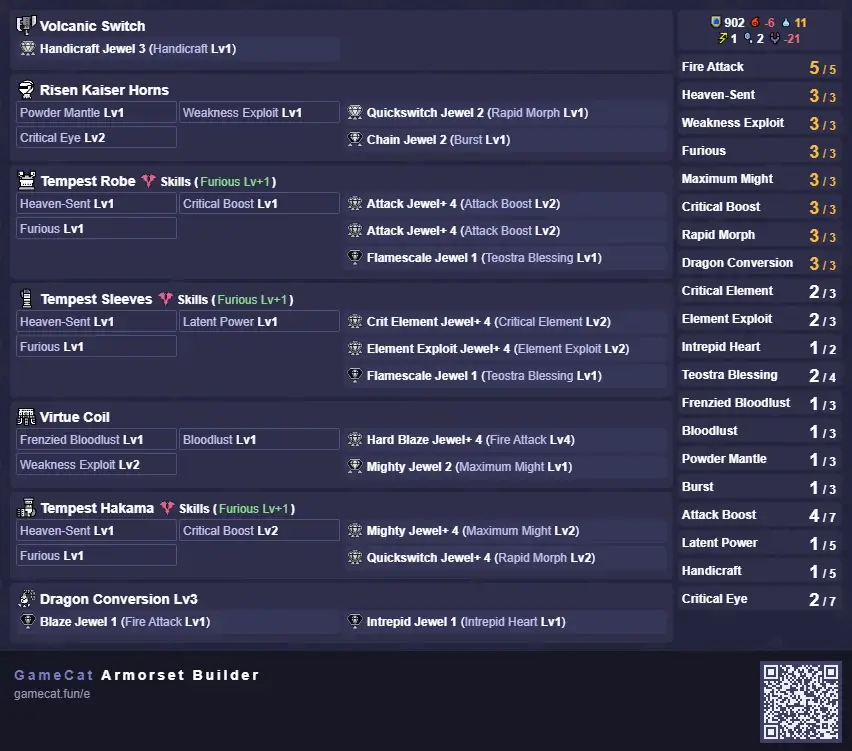 Volcanic Switch
Handicraft Jewel 3 (Handicraft Lv1)
Risen Kaiser Horns
Powder Mantle Lv1
Weakness Exploit Lv1
Critical Eye Lv2
Quickswitch Jewel 2 (Rapid Morph Lv1)
Chain Jewel 2 (Burst Lv1)
Tempest Robe Skills ( Furious Lv+1 )
Heaven-Sent Lv1
Critical Boost Lv1
Furious Lv1
Attack Jewel+ 4 (Attack Boost Lv2)
Attack Jewel+ 4 (Attack Boost Lv2)
Flamescale Jewel 1 (Teostra Blessing Lv1)
Tempest Sleeves Skills ( Furious Lv+1 )
Heaven-Sent Lv1
Latent Power Lv1
Furious Lv1
Crit Element Jewel+ 4 (Critical Element Lv2)
Element Exploit Jewel+ 4 (Element Exploit Lv2)
Flamescale Jewel 1 (Teostra Blessing Lv1)
Virtue Coil
Frenzied Bloodlust Lv1
Bloodlust Lv1
Weakness Exploit Lv2
Hard Blaze Jewel+ 4 (Fire Attack Lv4)
Mighty Jewel 2 (Maximum Might Lv1)
Tempest Hakama Skills ( Furious Lv+1 )
Heaven-Sent Lv1
Critical Boost Lv2
Furious Lv1
Mighty Jewel+ 4 (Maximum Might Lv2)
Quickswitch Jewel+ 4 (Rapid Morph Lv2)
Dragon Conversion Lv3
Blaze Jewel 1 (Fire Attack Lv1)
Intrepid Jewel 1 (Intrepid Heart Lv1)
902 -6 11
1 2 -21
Fire Attack 5 / 5
Heaven-Sent 3 / 3
Weakness Exploit 3 / 3
Furious 3 / 3
Maximum Might 3 / 3
Critical Boost 3 / 3
Rapid Morph 3 / 3
Dragon Conversion 3 / 3
Critical Element 2 / 3
Element Exploit 2 / 3
Intrepid Heart 1 / 2
Teostra Blessing 2 / 4
Frenzied Bloodlust 1 / 3
Bloodlust 1 / 3
Powder Mantle 1 / 3
Burst 1 / 3
Attack Boost 4 / 7
Latent Power 1 / 5
Handicraft 1 / 5
Critical Eye 2 / 7
GameCat Armorset Builder
gamecat.fun/e